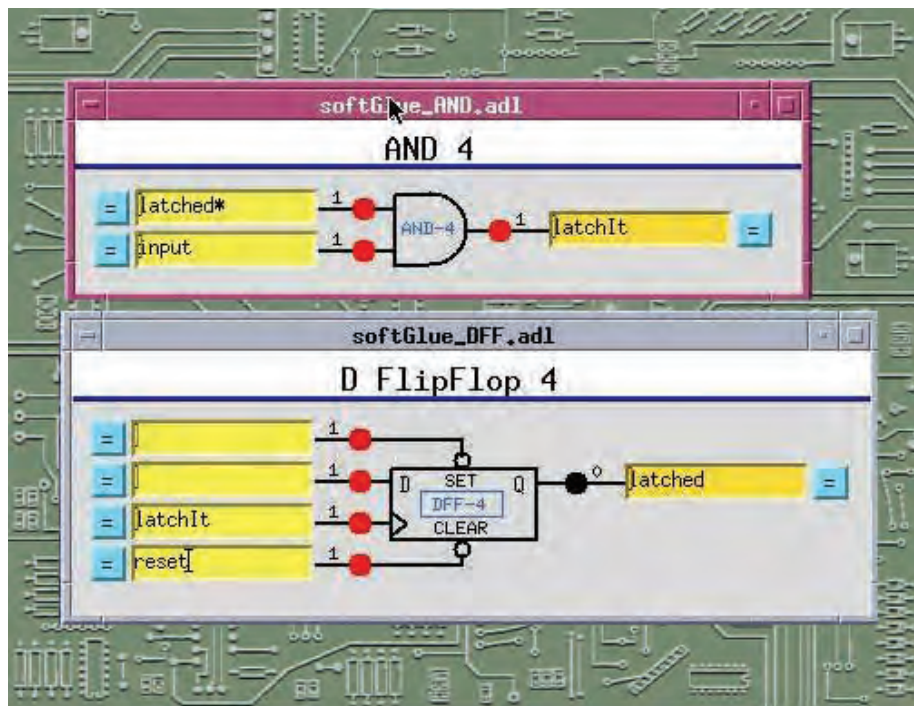 softGlue_AND.adl
AND 4
= latched* 1
AND-4
1 latchIt =
= input 1
softGlue_DFF.adl
D FlipFlop 4
= 1
= 1 D SET Q 0 latched =
DFF-4
= latchIt 1
CLEAR
= reset 1